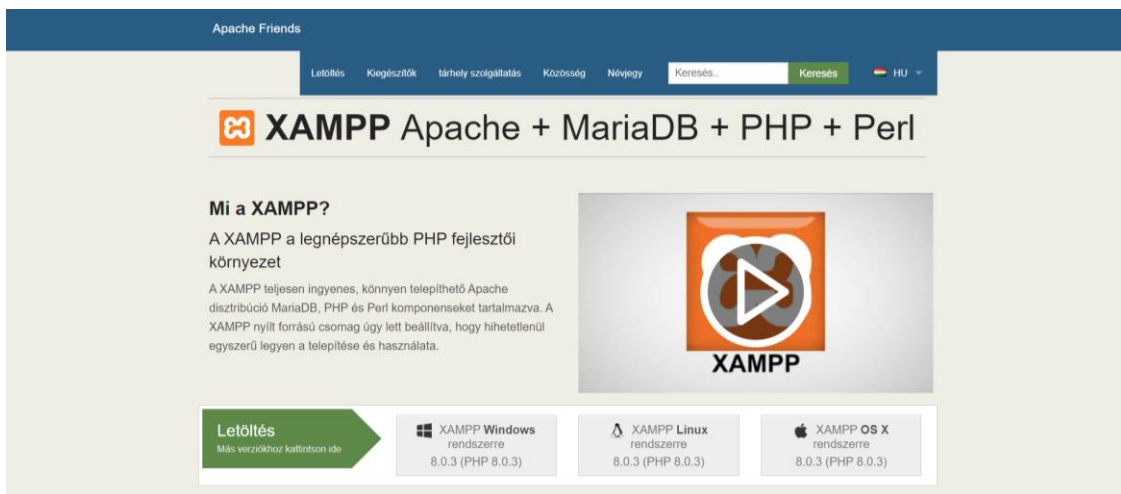 Apache Friends
Letöltés Kiegészítők tárhely szolgáltatás Közösség Névjegy Keresés.. Keresés HU
XAMPP Apache + MariaDB + PHP + Perl
Mi a XAMPP?
A XAMPP a legnépszerűbb PHP fejlesztői
környezet
A XAMPP teljesen ingyenes, könnyen telepíthető Apache
disztribúció MariaDB, PHP és Perl komponenseket tartalmazva. A
XAMPP nyílt forrású csomag úgy lett beállítva, hogy hihetetlenül
egyszerű legyen a telepítése és használata.
XAMPP
Letöltés
Más verziókhoz kattintson ide
XAMPP Windows
rendszerre
8.0.3 (PHP 8.0.3)
XAMPP Linux
rendszerre
8.0.3 (PHP 8.0.3)
XAMPP OS X
rendszerre
8.0.3 (PHP 8.0.3)